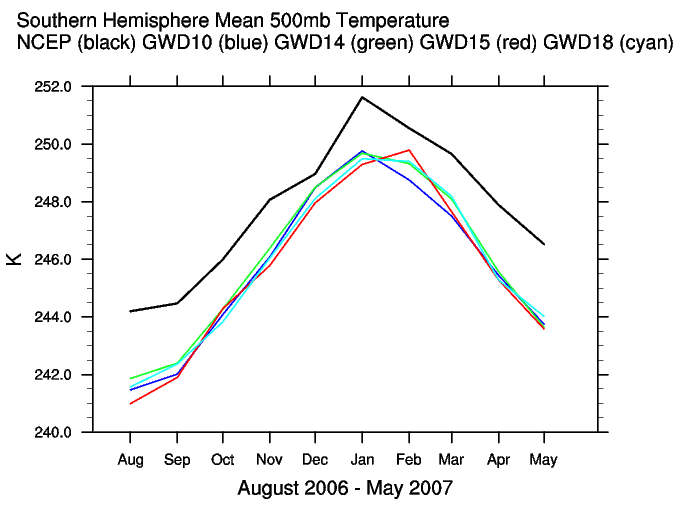 Southern Hemisphere Mean 500mb Temperature
NCEP (black) GWD10 (blue) GWD14 (green) GWD15 (red) GWD18 (cyan)
252.0
250.0
248.0
246.0
244.0
242.0
240.0
K
Aug Sep Oct Nov Dec Jan Feb Mar Apr May
August 2006 - May 2007